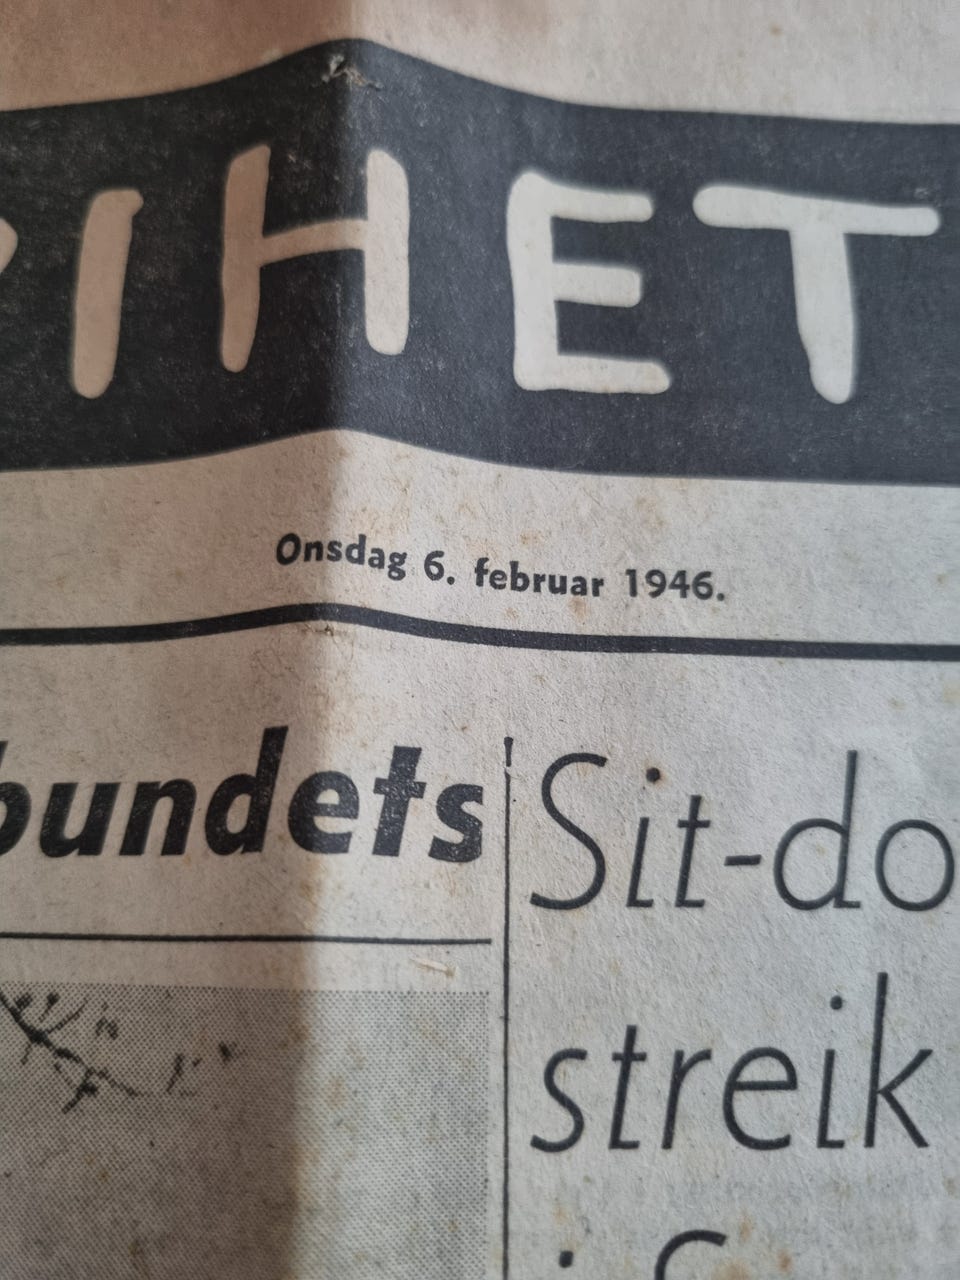 IHET
Onsdag 6. februar 1946.
bundets
Sit-do
streik